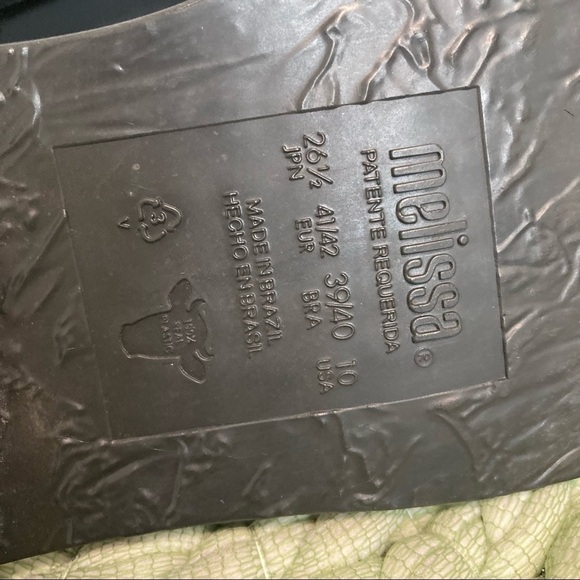 melissa®
PATENTE REQUERIDA
26½ 41/42 39/40 10
JPN EUR BRA USA
MADE IN BRAZIL
HECHO EN BRASIL
3
V